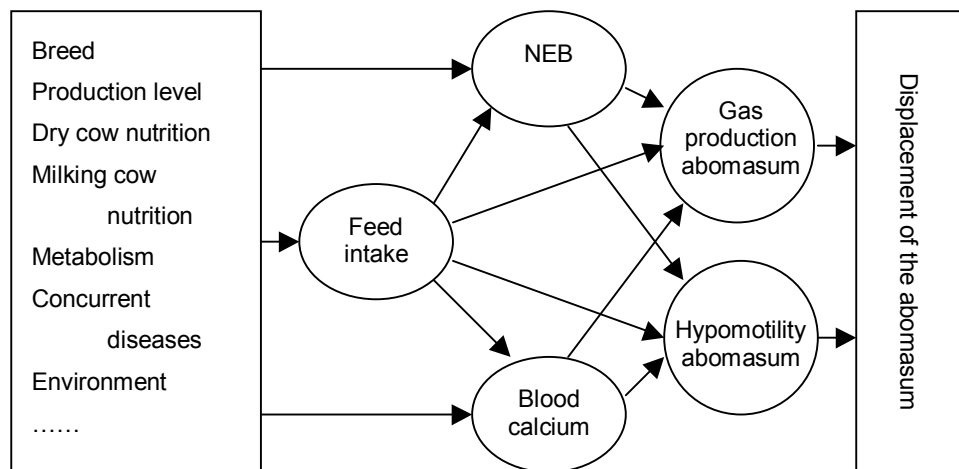 Breed
Production level
Dry cow nutrition
Milking cow
nutrition
Metabolism
Concurrent
diseases
Environment
……
Feed
intake
NEB
Blood
calcium
Gas
production
abomasum
Hypomotility
abomasum
Displacement of the abomasum